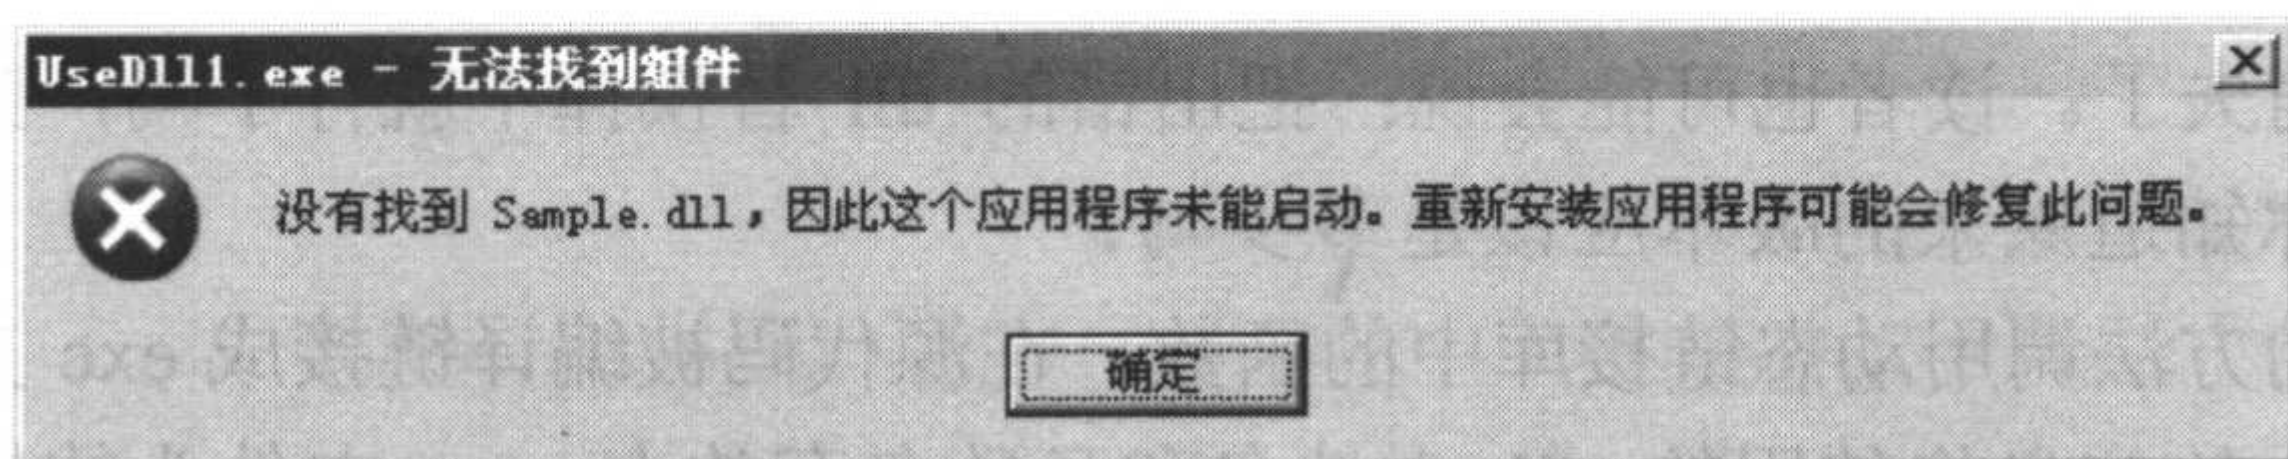 UseDll1.exe - 无法找到组件
没有找到 Sample.dll，因此这个应用程序未能启动。重新安装应用程序可能会修复此问题。
确定